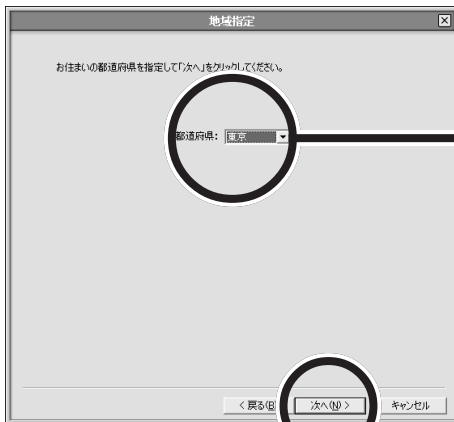 地域指定
お住まいの都道府県を指定して「次へ」をクリックしてください。
都道府県: 東京
< 戻る(B)
次へ(N) >
キャンセル